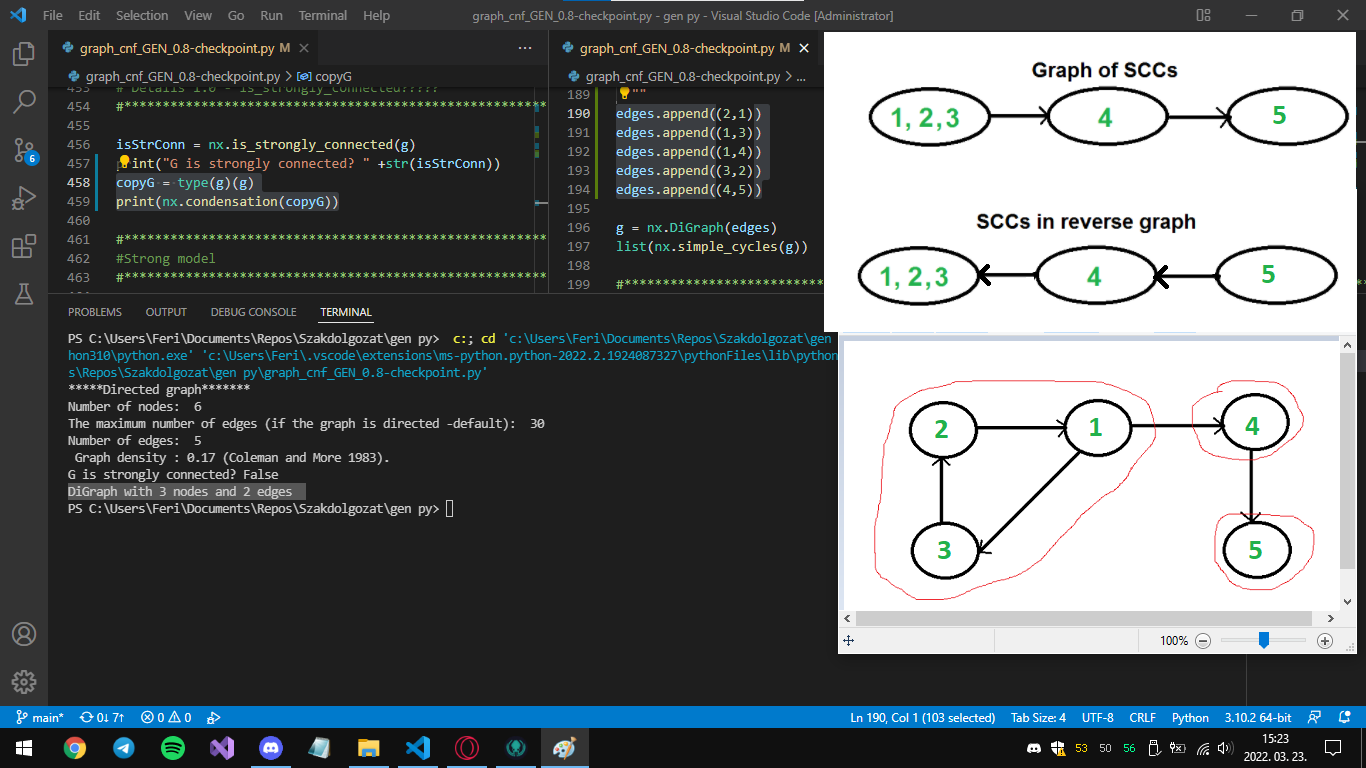 File Edit Selection View Go Run Terminal Help
graph_cnf_GEN_0.8-checkpoint.py - gen py - Visual Studio Code [Administrator]
graph_cnf_GEN_0.8-checkpoint.py M
graph_cnf_GEN_0.8-checkpoint.py > copyG
453 # Details 1.0 - is_strongly_connected?????
454 #*******************************************************
455
456 isStrConn = nx.is_strongly_connected(g)
457 int("G is strongly connected? " +str(isStrConn))
458 copyG = type(g)(g)
459 print(nx.condensation(copyG))
460
461 #*******************************************************
462 #Strong model
463 #*******************************************************
graph_cnf_GEN_0.8-checkpoint.py M
graph_cnf_GEN_0.8-checkpoint.py > ...
189 ""
190 edges.append((2,1))
191 edges.append((1,3))
192 edges.append((1,4))
193 edges.append((3,2))
194 edges.append((4,5))
195
196 g = nx.DiGraph(edges)
197 list(nx.simple_cycles(g))
198
199 #**************************
Graph of SCCs
1, 2,3 4 5
SCCs in reverse graph
1, 2,3 4 5
2 1 4
3 5
100%
PROBLEMS OUTPUT DEBUG CONSOLE TERMINAL
PS C:\Users\Feri\Documents\Repos\Szakdolgozat\gen py> c:; cd 'c:\Users\Feri\Documents\Repos\Szakdolgozat\gen
hon310\python.exe' 'c:\Users\Feri\.vscode\extensions\ms-python.python-2022.2.1924087327\pythonFiles\lib\python
s\Repos\Szakdolgozat\gen py\graph_cnf_GEN_0.8-checkpoint.py'
*****Directed graph*******
Number of nodes: 6
The maximum number of edges (if the graph is directed -default): 30
Number of edges: 5
Graph density : 0.17 (Coleman and More 1983).
G is strongly connected? False
DiGraph with 3 nodes and 2 edges
PS C:\Users\Feri\Documents\Repos\Szakdolgozat\gen py>
6
main* 0↓ 7↑ 0 0
Ln 190, Col 1 (103 selected) Tab Size: 4 UTF-8 CRLF Python 3.10.2 64-bit
53 50 56
15:23
2022. 03. 23.